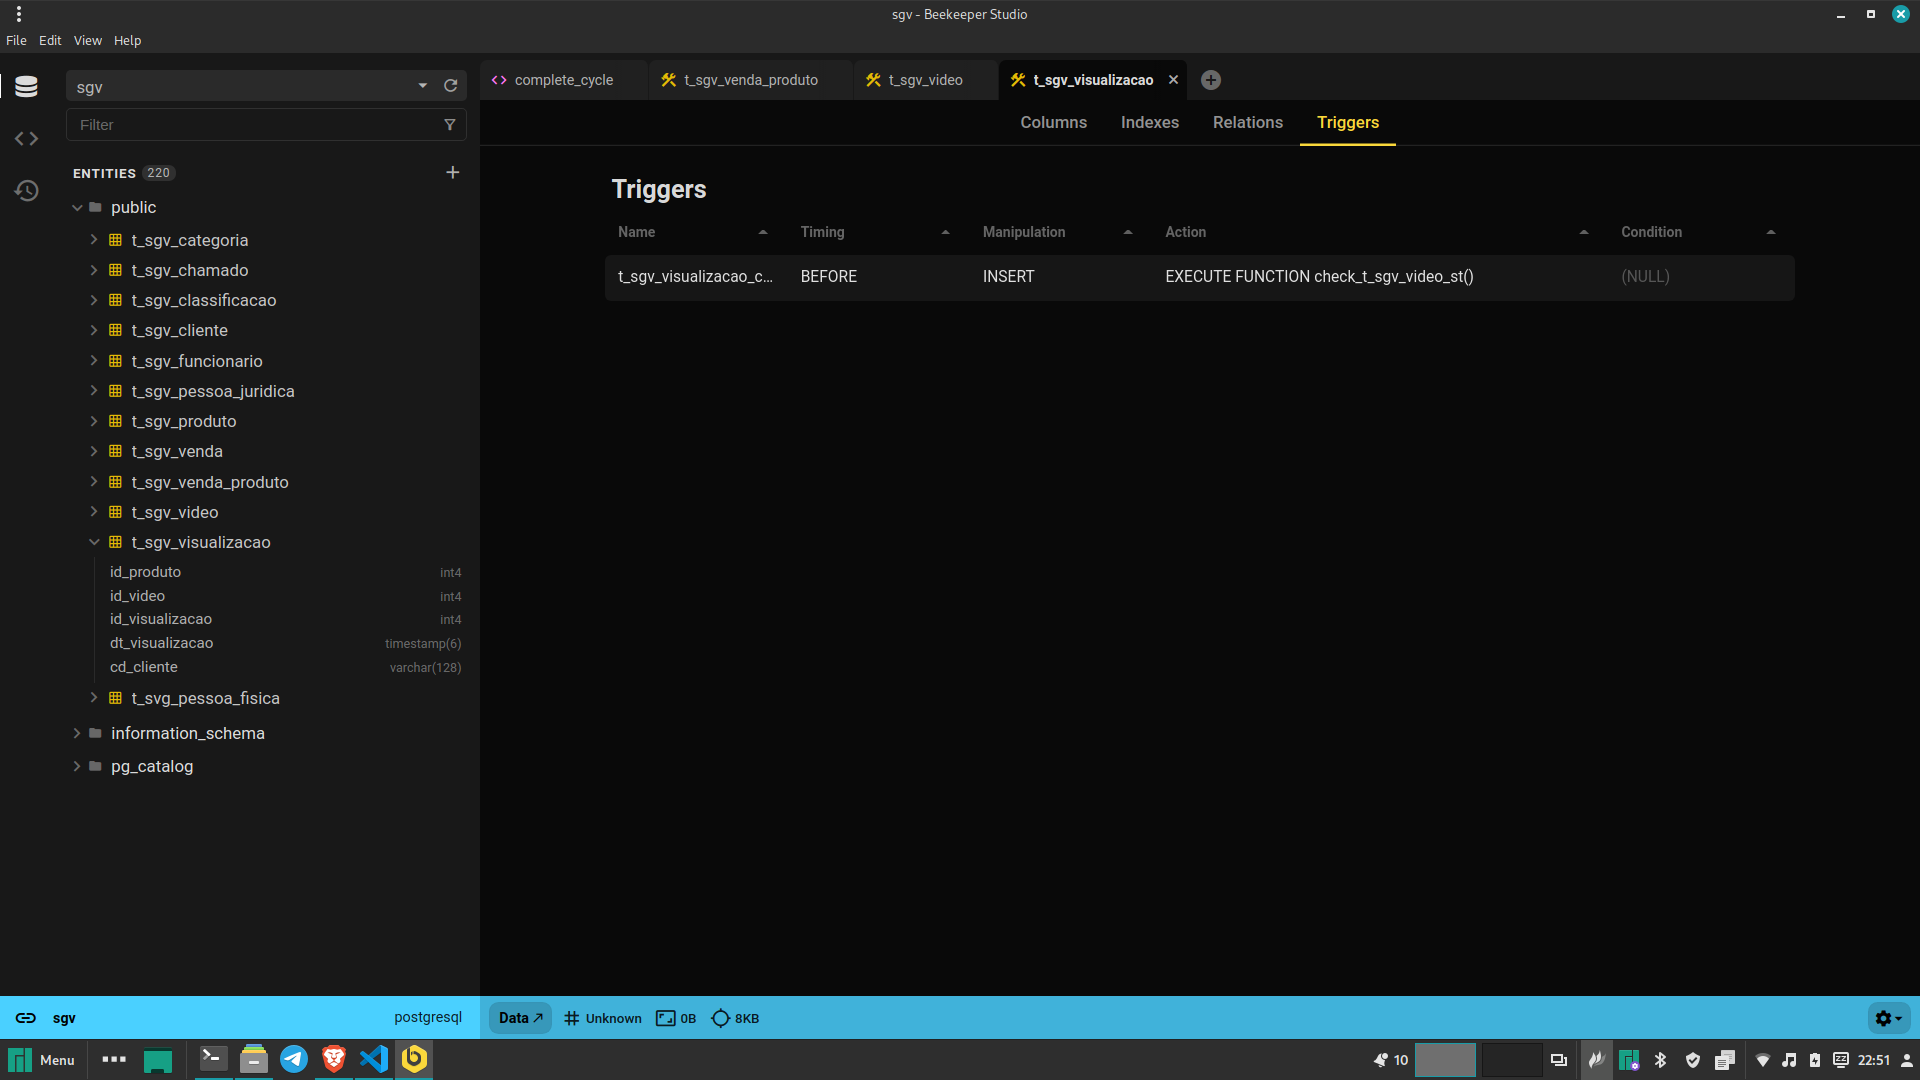 sgv - Beekeeper Studio
File Edit View Help
sgv
Filter
ENTITIES 220
public
t_sgv_categoria
t_sgv_chamado
t_sgv_classificacao
t_sgv_cliente
t_sgv_funcionario
t_sgv_pessoa_juridica
t_sgv_produto
t_sgv_venda
t_sgv_venda_produto
t_sgv_video
t_sgv_visualizacao
id_produto int4
id_video int4
id_visualizacao int4
dt_visualizacao timestamp(6)
cd_cliente varchar(128)
t_svg_pessoa_fisica
information_schema
pg_catalog
complete_cycle t_sgv_venda_produto t_sgv_video t_sgv_visualizacao
Columns Indexes Relations Triggers
Triggers
Name Timing Manipulation Action Condition
t_sgv_visualizacao_c... BEFORE INSERT EXECUTE FUNCTION check_t_sgv_video_st() (NULL)
sgv postgresql Data Unknown 0B 8KB
Menu 10 22:51